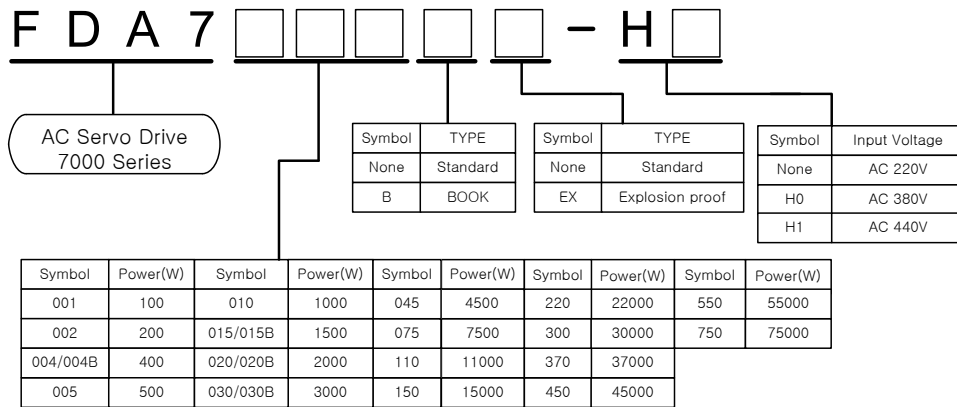 FDA7□□□□□-H□
AC Servo Drive
7000 Series
Symbol TYPE
None Standard
B BOOK
Symbol TYPE
None Standard
EX Explosion proof
Symbol Input Voltage
None AC 220V
H0 AC 380V
H1 AC 440V
Symbol Power(W) Symbol Power(W) Symbol Power(W) Symbol Power(W) Symbol Power(W)
001 100 010 1000 045 4500 220 22000 550 55000
002 200 015/015B 1500 075 7500 300 30000 750 75000
004/004B 400 020/020B 2000 110 11000 370 37000
005 500 030/030B 3000 150 15000 450 45000